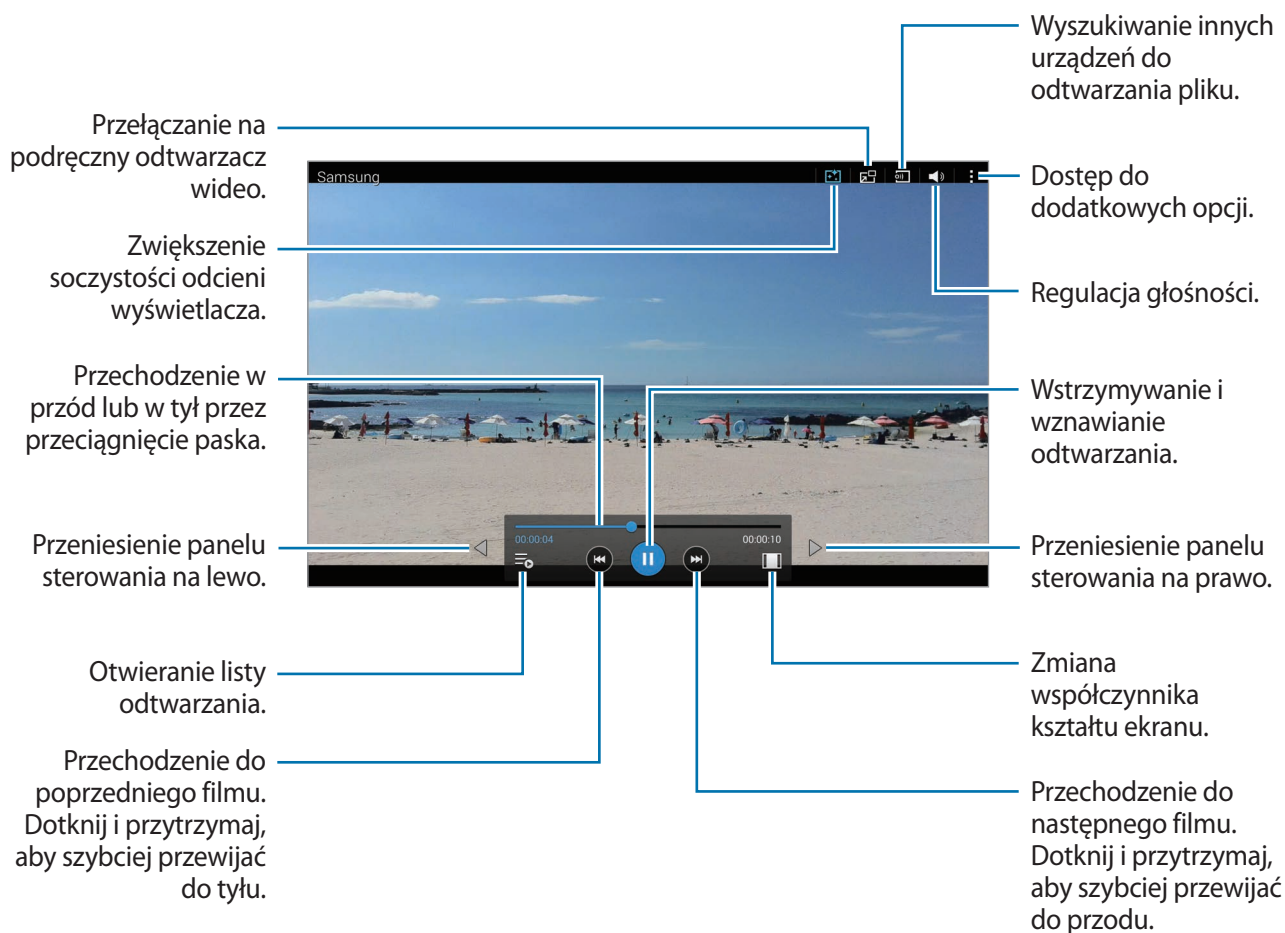 Wyszukiwanie innych
urządzeń do
odtwarzania pliku.
Przełączanie na
podręczny odtwarzacz
wideo.
Samsung
Dostęp do
dodatkowych opcji.
Zwiększenie
soczystości odcieni
wyświetlacza.
Regulacja głośności.
Przechodzenie w
przód lub w tył przez
przeciągnięcie paska.
Wstrzymywanie i
wznawianie
odtwarzania.
00:00:04
00:00:10
Przeniesienie panelu
sterowania na lewo.
Przeniesienie panelu
sterowania na prawo.
Otwieranie listy
odtwarzania.
Zmiana
współczynnika
kształtu ekranu.
Przechodzenie do
poprzedniego filmu.
Dotknij i przytrzymaj,
aby szybciej przewijać
do tyłu.
Przechodzenie do
następnego filmu.
Dotknij i przytrzymaj,
aby szybciej przewijać
do przodu.